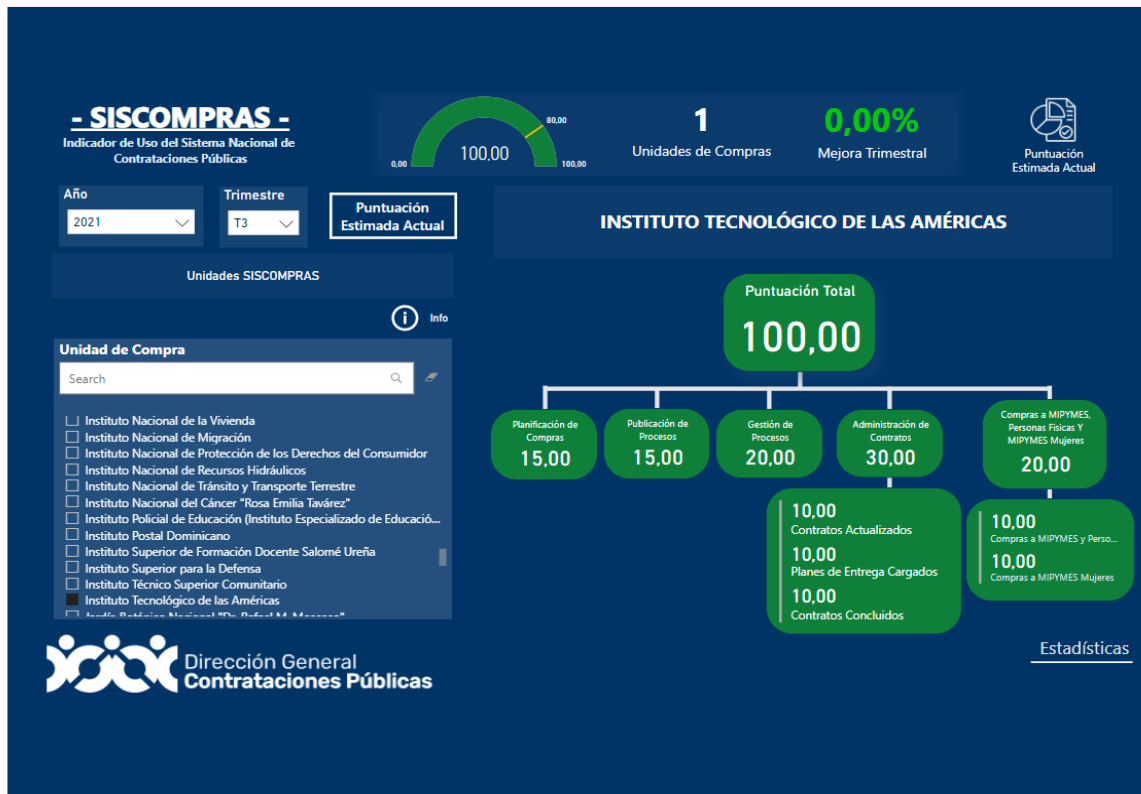 - SISCOMPRAS -
Indicador de Uso del Sistema Nacional de
Contrataciones Públicas
0,00
100,00
80,00
100,00
1
Unidades de Compras
0,00%
Mejora Trimestral
Puntuación
Estimada Actual
Año
2021
Trimestre
T3
Puntuación
Estimada Actual
INSTITUTO TECNOLÓGICO DE LAS AMÉRICAS
Unidades SISCOMPRAS
Info
Unidad de Compra
Search
Instituto Nacional de la Vivienda
Instituto Nacional de Migración
Instituto Nacional de Protección de los Derechos del Consumidor
Instituto Nacional de Recursos Hidráulicos
Instituto Nacional de Tránsito y Transporte Terrestre
Instituto Nacional del Cáncer "Rosa Emilia Tavárez"
Instituto Policial de Educación (Instituto Especializado de Educació...
Instituto Postal Dominicano
Instituto Superior de Formación Docente Salomé Ureña
Instituto Superior para la Defensa
Instituto Técnico Superior Comunitario
Instituto Tecnológico de las Américas
Jardín Botánico Nacional "Dr. Rafael M. Moscoso"
Puntuación Total
100,00
Planificación de
Compras
15,00
Publicación de
Procesos
15,00
Gestión de
Procesos
20,00
Administración de
Contratos
30,00
Compras a MIPYMES,
Personas Físicas Y
MIPYMES Mujeres
20,00
10,00
Contratos Actualizados
10,00
Planes de Entrega Cargados
10,00
Contratos Concluidos
10,00
Compras a MIPYMES y Perso...
10,00
Compras a MIPYMES Mujeres
Estadísticas
Dirección General
Contrataciones Públicas